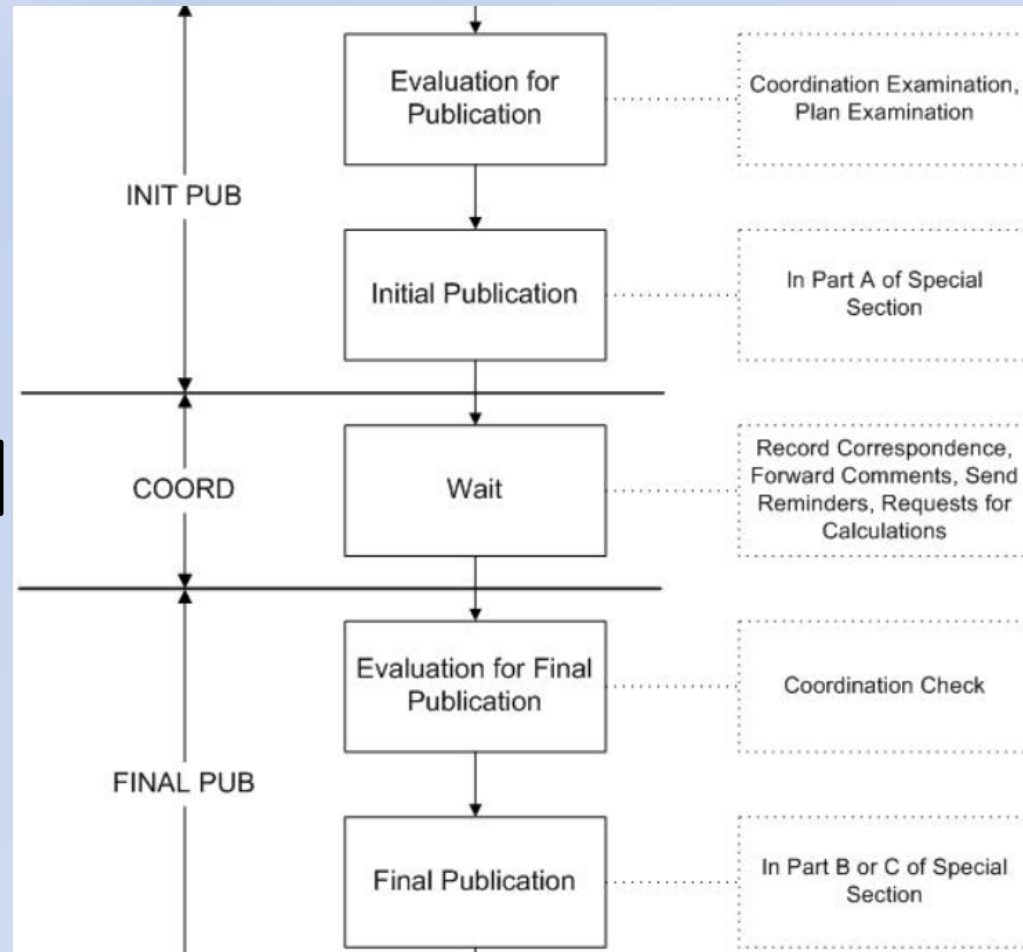 Evaluation for
Publication
Coordination Examination,
Plan Examination
INIT PUB
Initial Publication
In Part A of Special
Section
COORD
Wait
Record Correspondence,
Forward Comments, Send
Reminders, Requests for
Calculations
Evaluation for Final
Publication
Coordination Check
FINAL PUB
Final Publication
In Part B or C of Special
Section